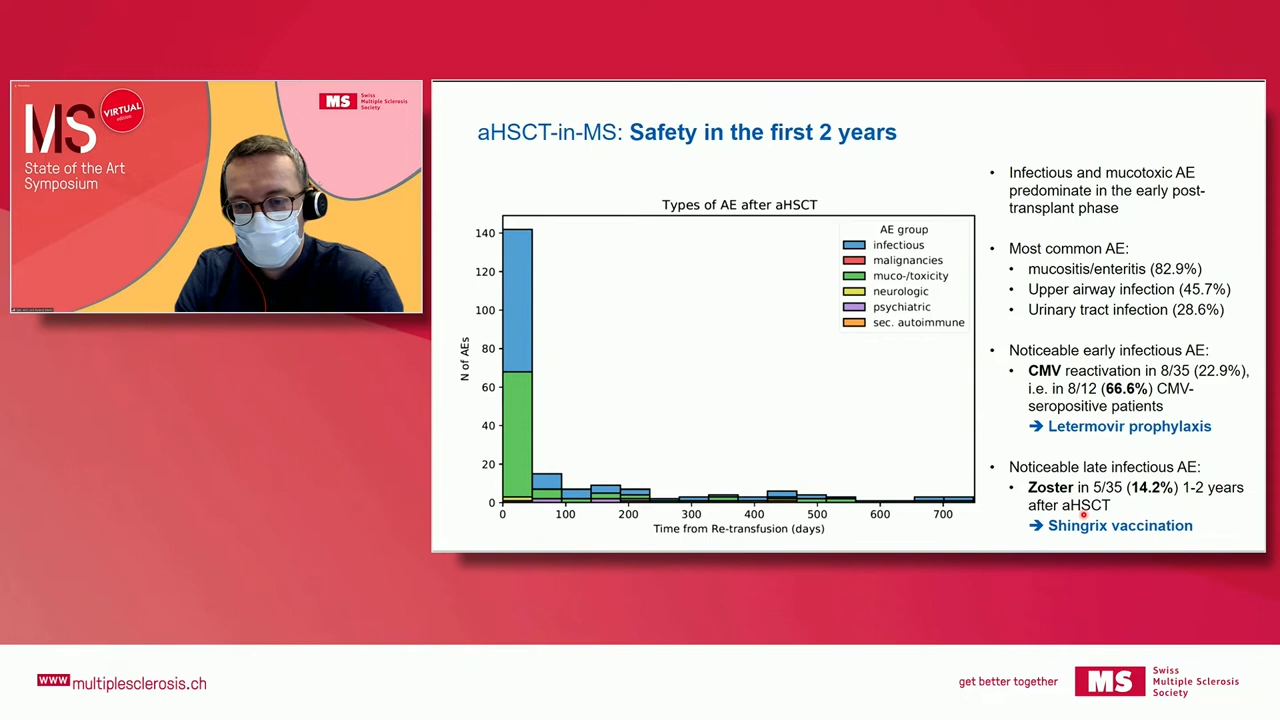 MS
VIRTUAL
edition
State of the Art
Symposium
MS
Swiss
Multiple Sclerosis
Society
aHSCT-in-MS: Safety in the first 2 years
Types of AE after aHSCT
N of AEs
140
120
100
80
60
40
20
0
0 100 200 300 400 500 600 700
Time from Re-transfusion (days)
AE group
infectious
malignancies
muco-/toxicity
neurologic
psychiatric
sec. autoimmune
• Infectious and mucotoxic AE
predominate in the early post-
transplant phase
• Most common AE:
• mucositis/enteritis (82.9%)
• Upper airway infection (45.7%)
• Urinary tract infection (28.6%)
• Noticeable early infectious AE:
• CMV reactivation in 8/35 (22.9%),
i.e. in 8/12 (66.6%) CMV-
seropositive patients
➔ Letermovir prophylaxis
• Noticeable late infectious AE:
• Zoster in 5/35 (14.2%) 1-2 years
after aHSCT
➔ Shingrix vaccination
www multiplesclerosis.ch
get better together
MS
Swiss
Multiple Sclerosis
Society